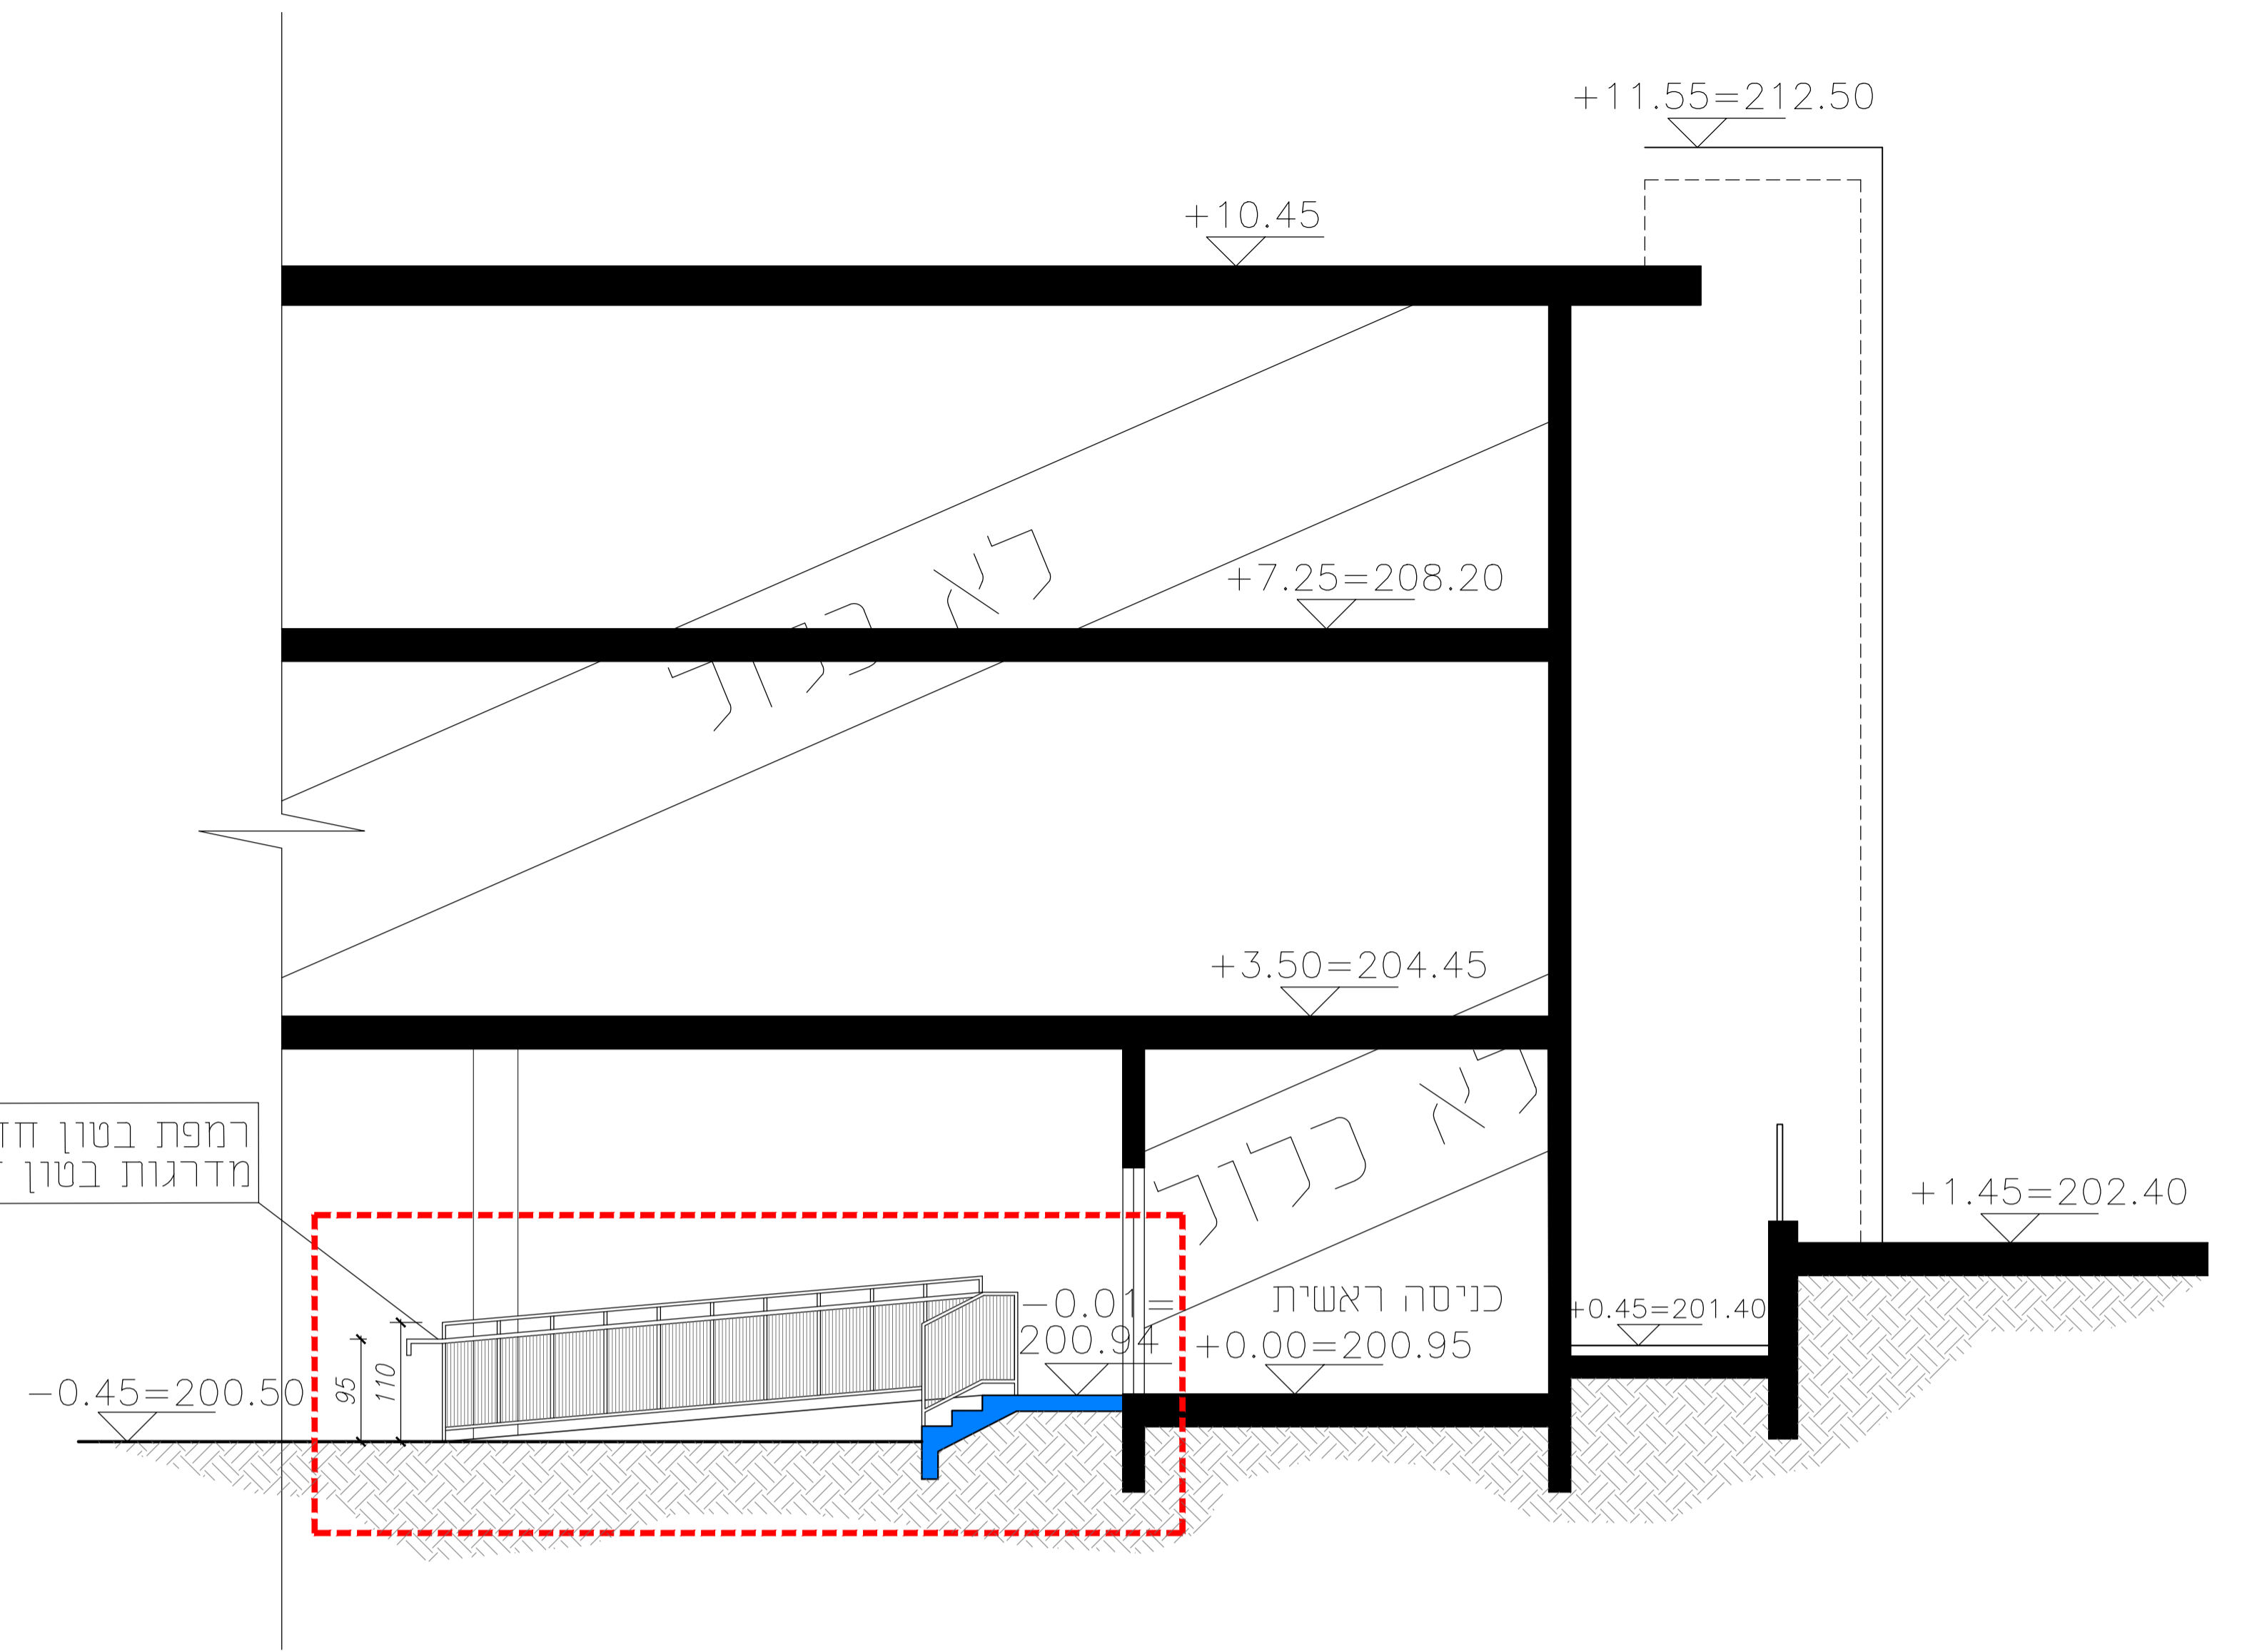 +11.55=212.50
+10.45
לא בתוך
+7.25=208.20
+3.50=204.45
רמפת בטון
מדרגות בטון
לא בתוך
+1.45=202.40
כניסה ראשית
-0.01=
200.94
+0.00=200.95
+0.45=201.40
-0.45=200.50
95
110